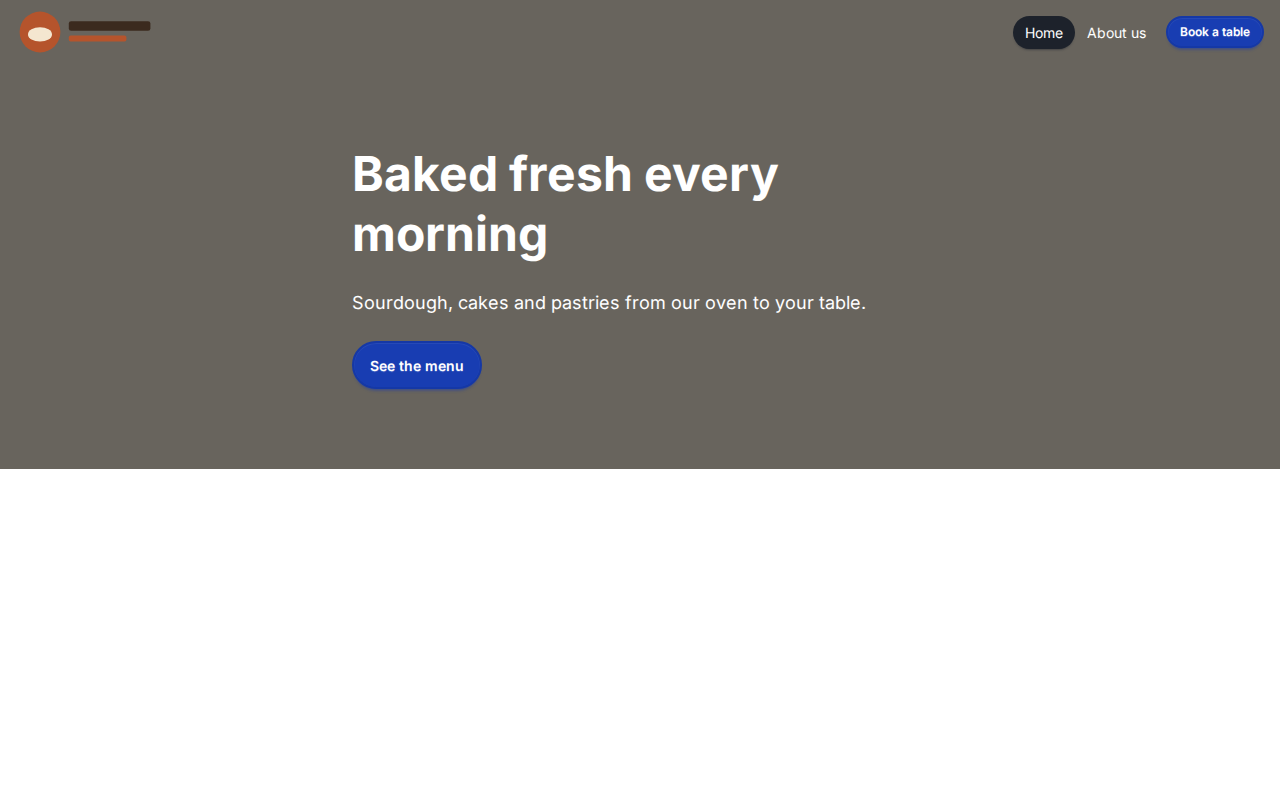 Home
About us
Book a table
Baked fresh every
morning
Sourdough, cakes and pastries from our oven to your table.
See the menu